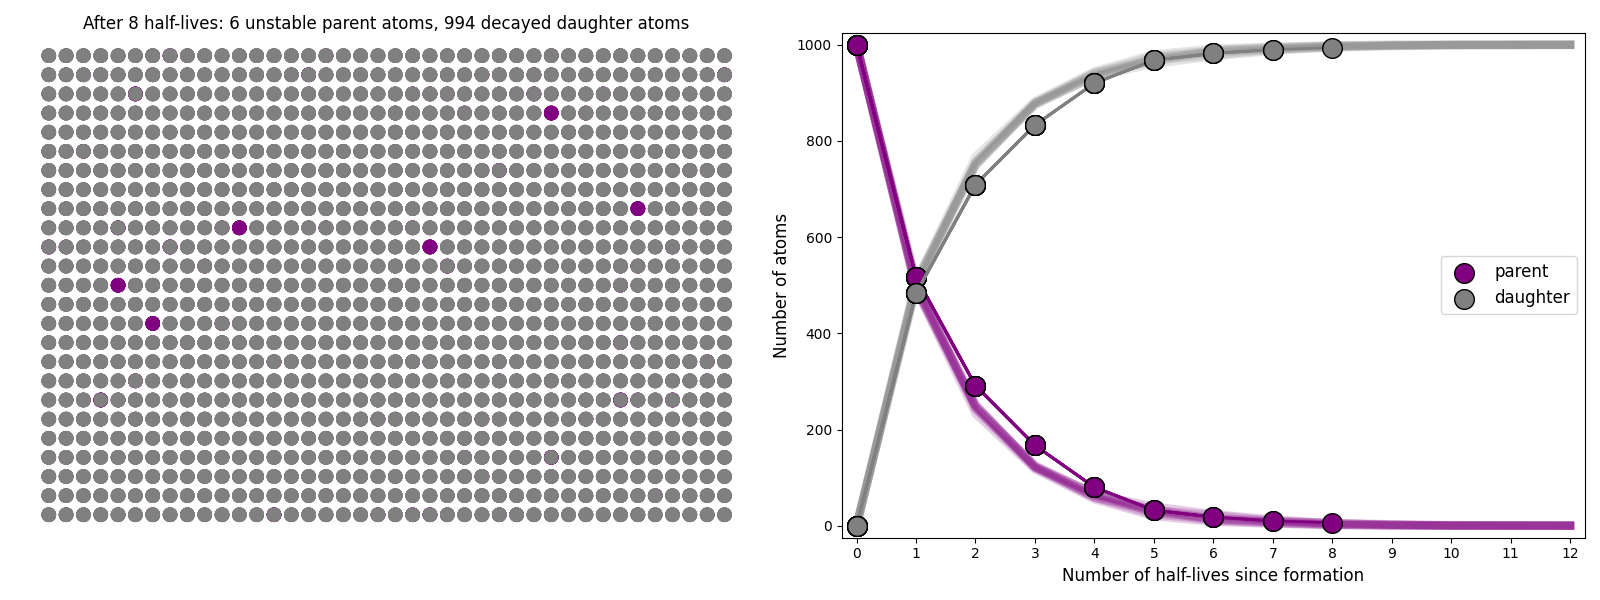 After 8 half-lives: 6 unstable parent atoms, 994 decayed daughter atoms
1000
800
600
400
200
0
Number of atoms
parent
daughter
0 1 2 3 4 5 6 7 8 9 10 11 12
Number of half-lives since formation